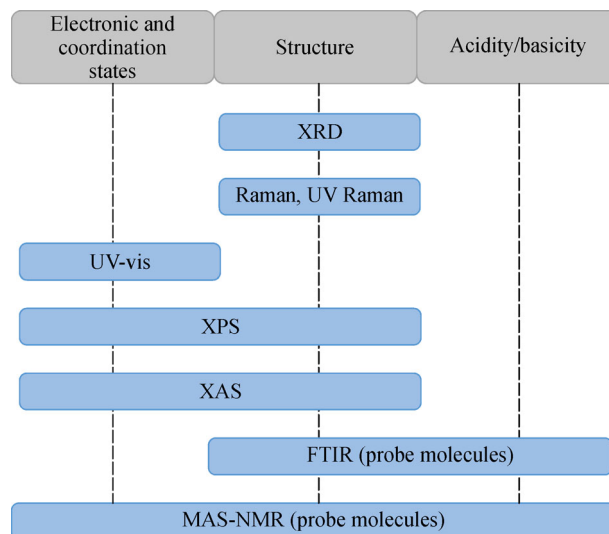 Electronic and
coordination
states
Structure
Acidity/basicity
XRD
Raman, UV Raman
UV-vis
XPS
XAS
FTIR (probe molecules)
MAS-NMR (probe molecules)